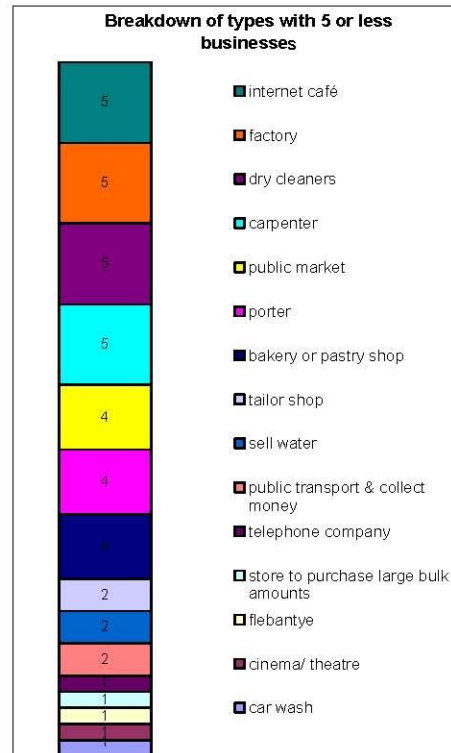 Breakdown of types with 5 or less
businesses
5
5
5
5
4
4
4
2
2
2
1
1
1
1
1
internet café
factory
dry cleaners
carpenter
public market
porter
bakery or pastry shop
tailor shop
sell water
public transport & collect
money
telephone company
store to purchase large bulk
amounts
flebantye
cinema/ theatre
car wash